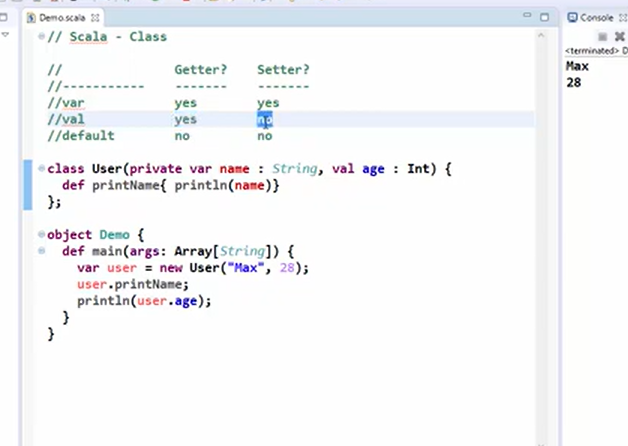 Demo.scala
Console
// Scala - Class
<terminated> D
Max
28
// Getter? Setter?
//----------- ------- -------
//var yes yes
//val yes no
//default no no
class User(private var name : String, val age : Int) {
def printName{ println(name)}
};
object Demo {
def main(args: Array[String]) {
var user = new User("Max", 28);
user.printName;
println(user.age);
}
}